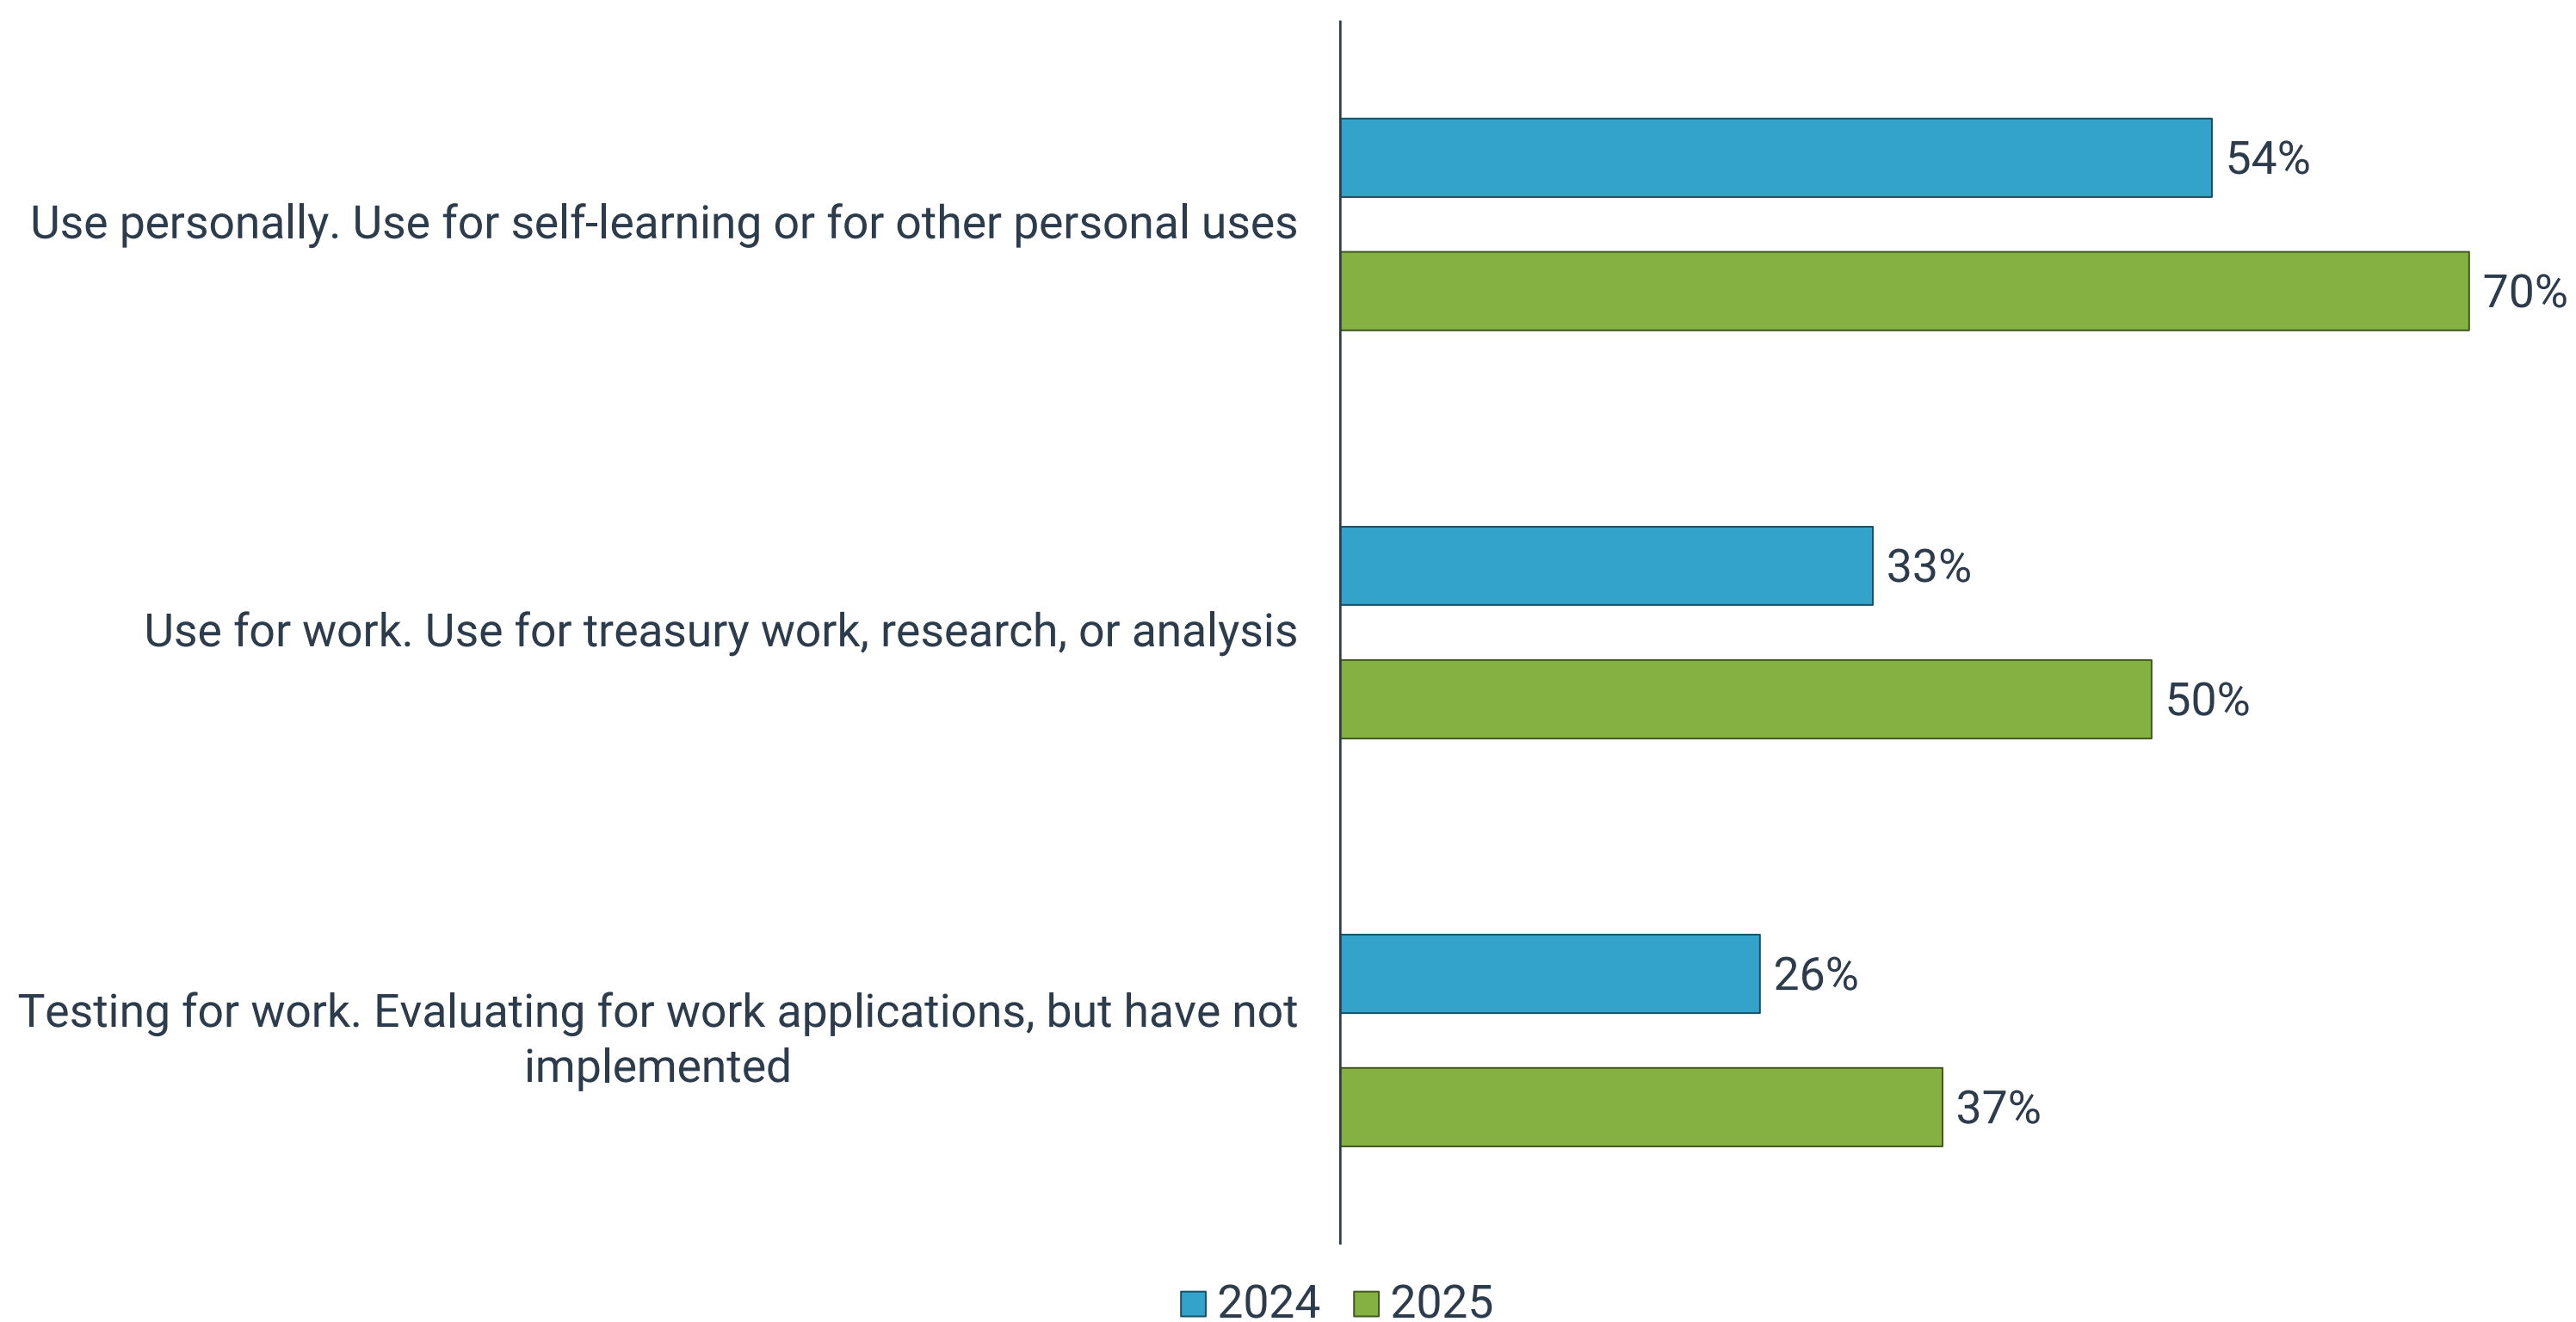 54%
Use personally. Use for self-learning or for other personal uses
70%
33%
Use for work. Use for treasury work, research, or analysis
50%
26%
Testing for work. Evaluating for work applications, but have not
implemented
37%
2024 2025